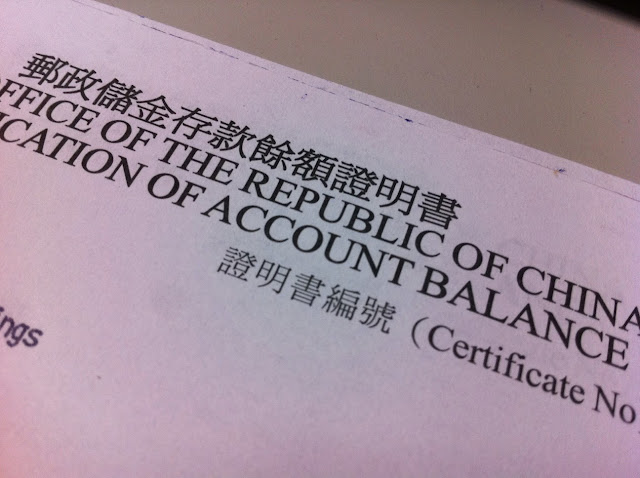 郵政儲金存款餘額證明書
OFFICE OF THE REPUBLIC OF CHINA
ICATION OF ACCOUNT BALANCE
證明書編號（Certificate No
ings